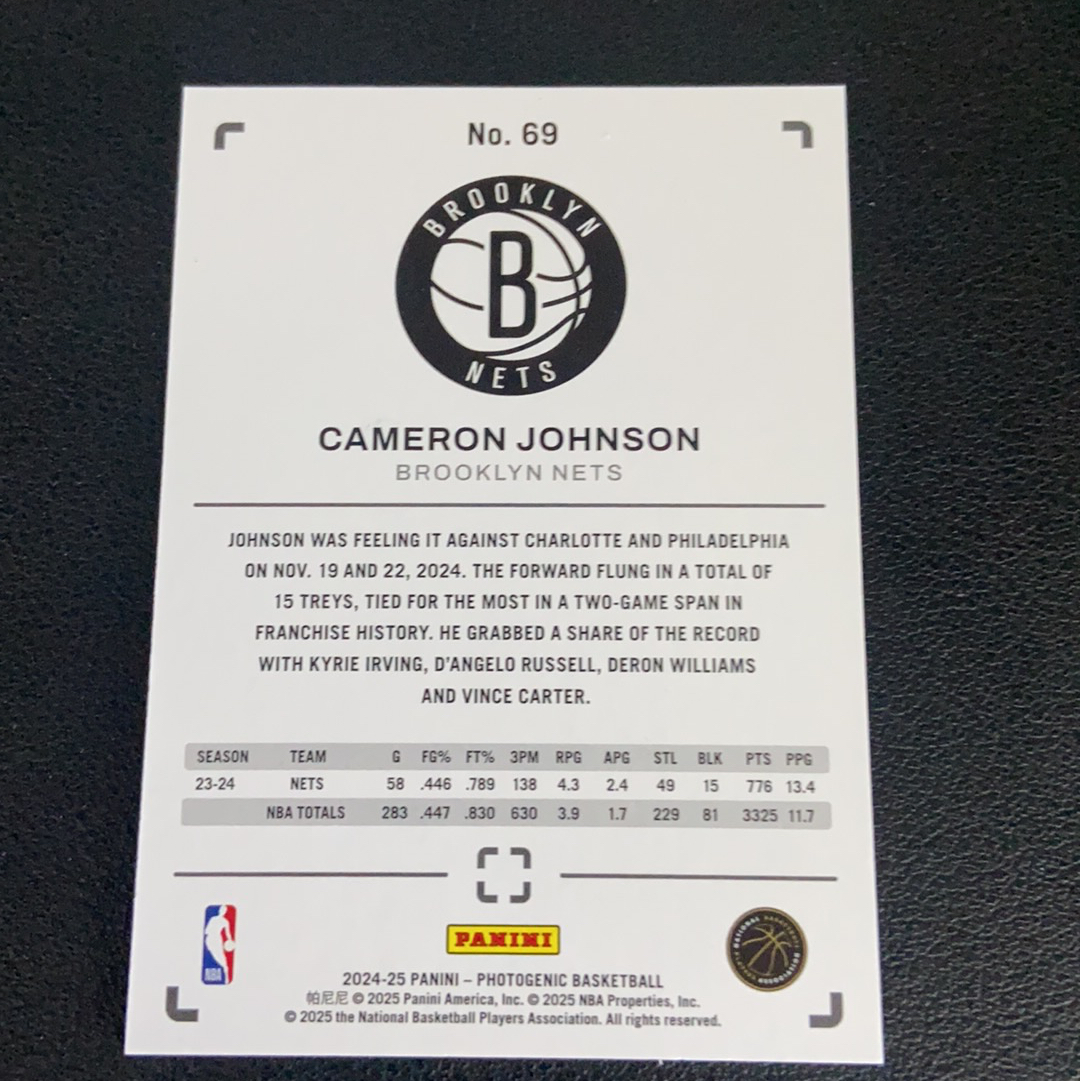 No. 69
BROOKLYN
B
NETS
CAMERON JOHNSON
BROOKLYN NETS
JOHNSON WAS FEELING IT AGAINST CHARLOTTE AND PHILADELPHIA
ON NOV. 19 AND 22, 2024. THE FORWARD FLUNG IN A TOTAL OF
15 TREYS, TIED FOR THE MOST IN A TWO-GAME SPAN IN
FRANCHISE HISTORY. HE GRABBED A SHARE OF THE RECORD
WITH KYRIE IRVING, D'ANGELO RUSSELL, DERON WILLIAMS
AND VINCE CARTER.
SEASON TEAM G FG% FT% 3PM RPG APG STL BLK PTS PPG
23-24 NETS 58 .446 .789 138 4.3 2.4 49 15 776 13.4
NBA TOTALS 283 .447 .830 630 3.9 1.7 229 81 3325 11.7
NBA
PANINI
2024-25 PANINI – PHOTOGENIC BASKETBALL
帕尼尼 © 2025 Panini America, Inc. © 2025 NBA Properties, Inc.
© 2025 the National Basketball Players Association. All rights reserved.